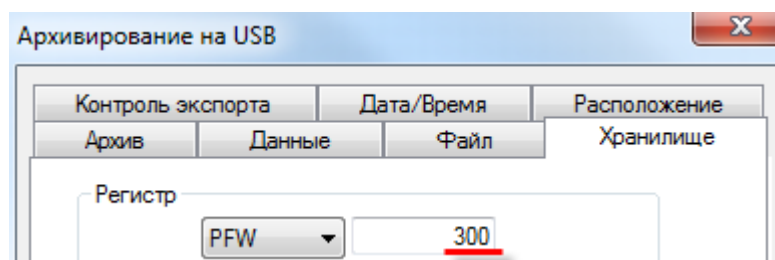 Архивирование на USB
Контроль экспорта Дата/Время Расположение
Архив Данные Файл Хранилище
Регистр
PFW 300